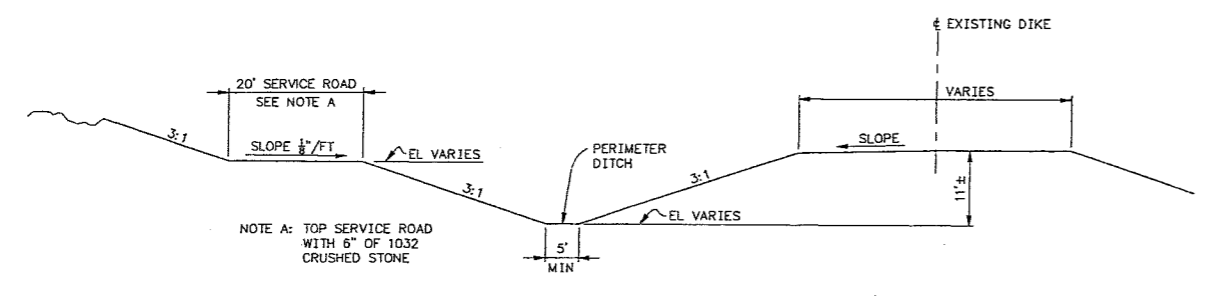 ℄ EXISTING DIKE
20' SERVICE ROAD
SEE NOTE A
VARIES
3:1
SLOPE ⅛"/FT
EL VARIES
PERIMETER
DITCH
SLOPE
3:1
3:1
11'±
EL VARIES
NOTE A: TOP SERVICE ROAD
WITH 6" OF 1032
CRUSHED STONE
5'
MIN